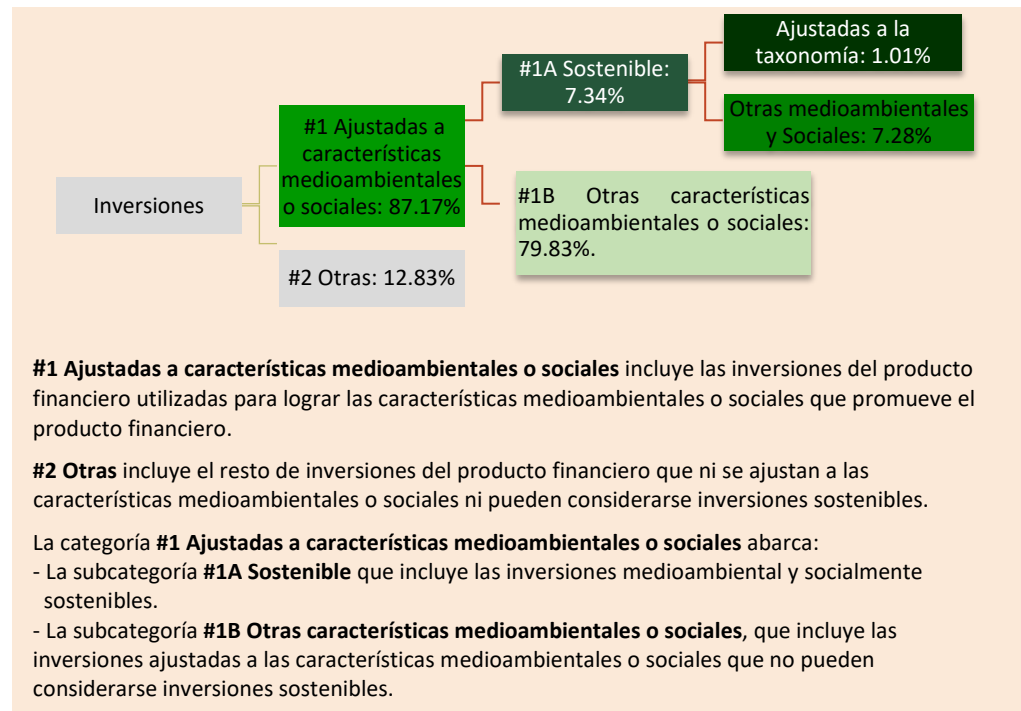 Ajustadas a la
taxonomía: 1.01%
#1A Sostenible:
7.34%
Otras medioambientales
y Sociales: 7.28%
#1 Ajustadas a
características
medioambientales
o sociales: 87.17%
Inversiones
#1B Otras características
medioambientales o sociales:
79.83%.
#2 Otras: 12.83%
#1 Ajustadas a características medioambientales o sociales incluye las inversiones del producto
financiero utilizadas para lograr las características medioambientales o sociales que promueve el
producto financiero.
#2 Otras incluye el resto de inversiones del producto financiero que ni se ajustan a las
características medioambientales o sociales ni pueden considerarse inversiones sostenibles.
La categoría #1 Ajustadas a características medioambientales o sociales abarca:
- La subcategoría #1A Sostenible que incluye las inversiones medioambiental y socialmente
sostenibles.
- La subcategoría #1B Otras características medioambientales o sociales, que incluye las
inversiones ajustadas a las características medioambientales o sociales que no pueden
considerarse inversiones sostenibles.